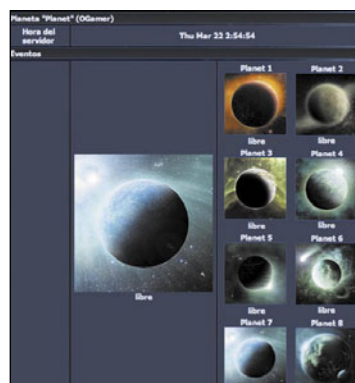 Planeta "Planet" (OGamer)
Hora del servidor
Thu Mar 22 2:54:54
Eventos
Planet 1
Planet 2
libre
libre
Planet 3
Planet 4
libre
libre
Planet 5
Planet 6
libre
libre
libre
Planet 7
Planet 8